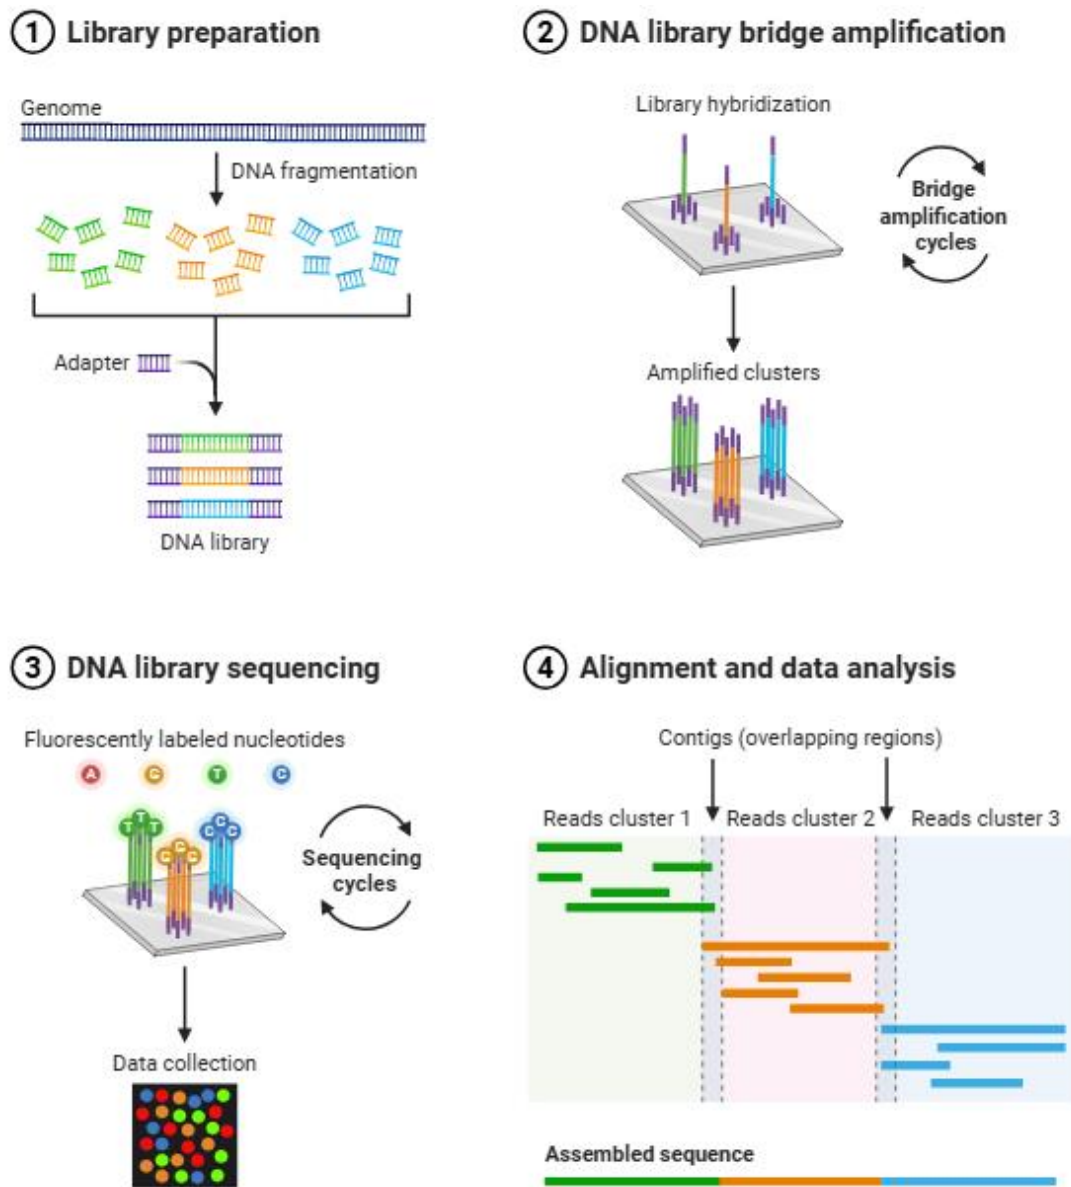 1 Library preparation
Genome
DNA fragmentation
Adapter
DNA library
2 DNA library bridge amplification
Library hybridization
Bridge
amplification
cycles
Amplified clusters
3 DNA library sequencing
Fluorescently labeled nucleotides
A G T C
T T T
G G G
C C C
Sequencing
cycles
Data collection
4 Alignment and data analysis
Contigs (overlapping regions)
Reads cluster 1 Reads cluster 2 Reads cluster 3
Assembled sequence